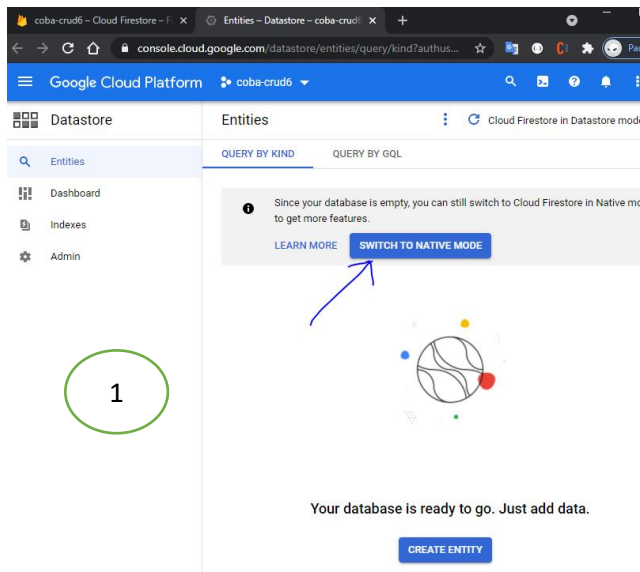 coba-crud6 – Cloud Firestore – F
Entities – Datastore – coba-crud6
console.cloud.google.com/datastore/entities/query/kind?authus...
Pau
Google Cloud Platform
coba-crud6
Datastore
Entities
Cloud Firestore in Datastore mode
Entities
QUERY BY KIND
QUERY BY GQL
Dashboard
Indexes
Admin
Since your database is empty, you can still switch to Cloud Firestore in Native mo
to get more features.
LEARN MORE
SWITCH TO NATIVE MODE
1
Your database is ready to go. Just add data.
CREATE ENTITY